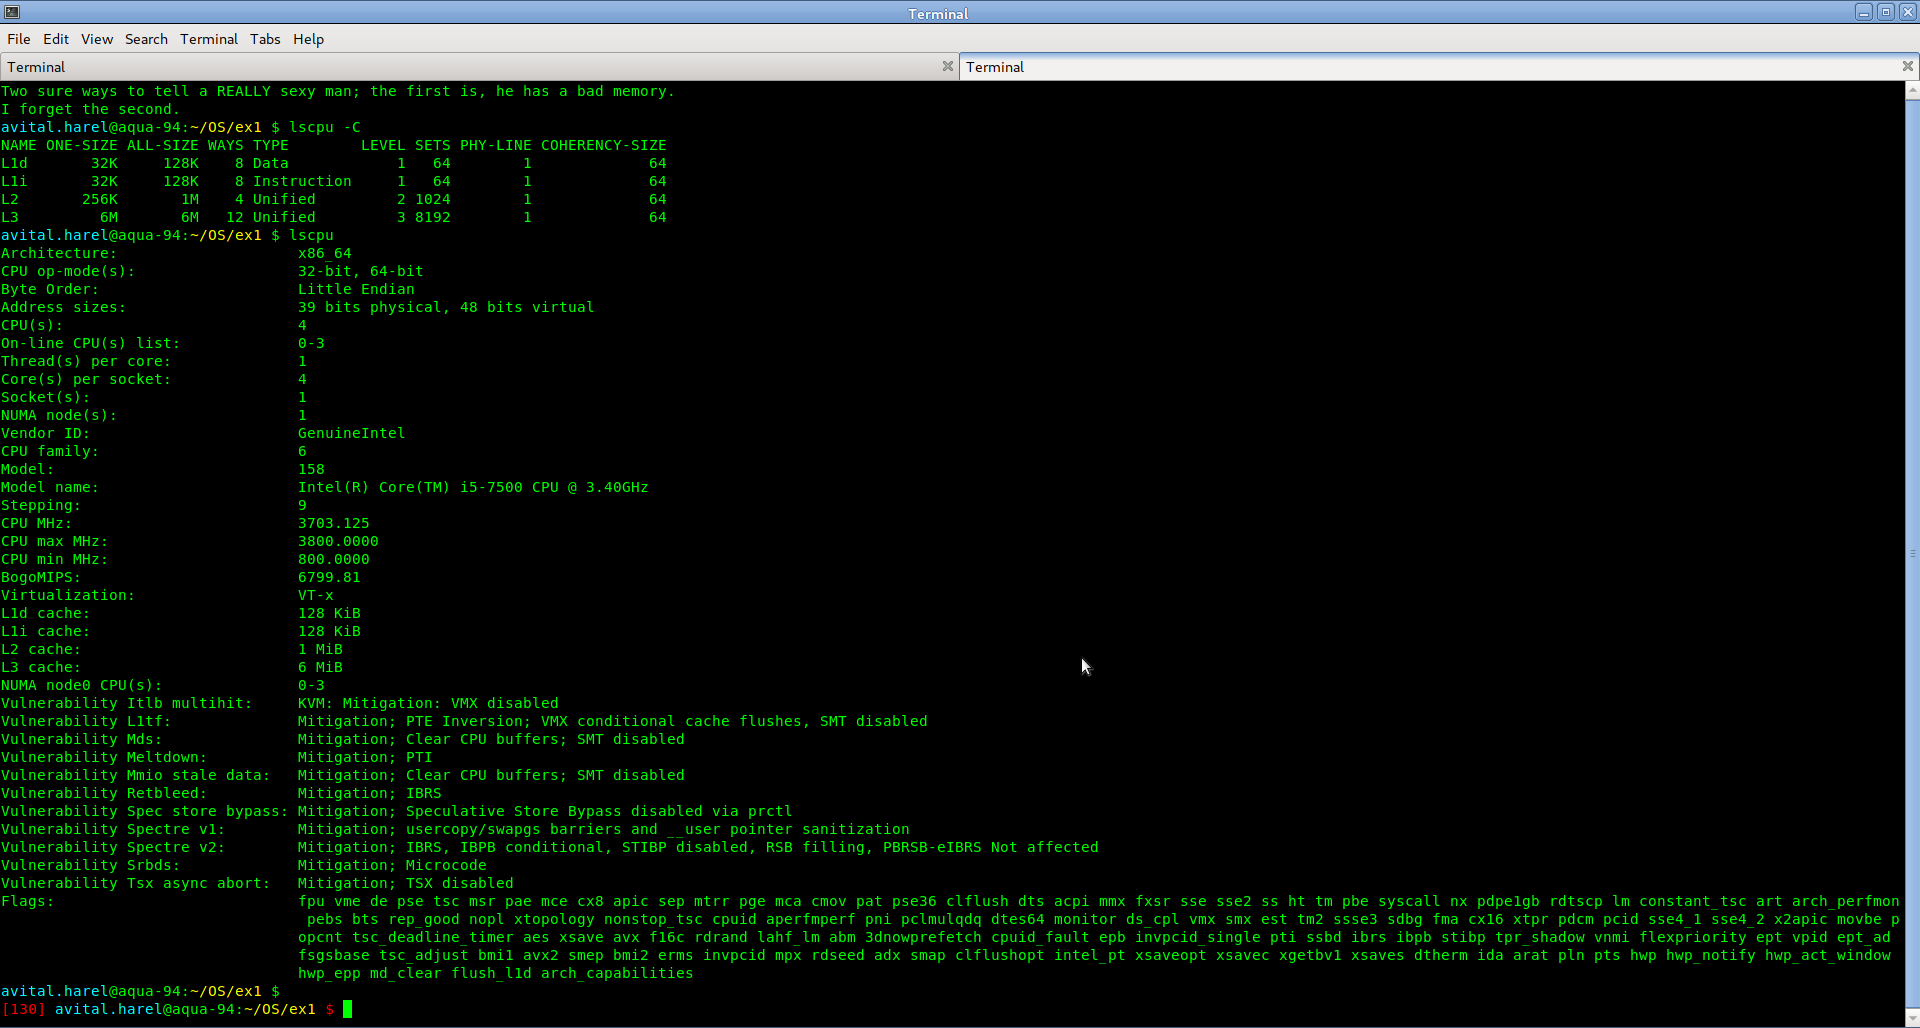 Terminal
File Edit View Search Terminal Tabs Help
Terminal
Terminal
Two sure ways to tell a REALLY sexy man; the first is, he has a bad memory.
I forget the second.
avital.harel@aqua-94:~/OS/ex1 $ lscpu -C
NAME ONE-SIZE ALL-SIZE WAYS TYPE        LEVEL SETS PHY-LINE COHERENCY-SIZE
L1d       32K     128K    8 Data            1   64        1             64
L1i       32K     128K    8 Instruction     1   64        1             64
L2       256K       1M    4 Unified         2 1024        1             64
L3         6M       6M   12 Unified         3 8192        1             64
avital.harel@aqua-94:~/OS/ex1 $ lscpu
Architecture:                    x86_64
CPU op-mode(s):                  32-bit, 64-bit
Byte Order:                      Little Endian
Address sizes:                   39 bits physical, 48 bits virtual
CPU(s):                          4
On-line CPU(s) list:             0-3
Thread(s) per core:              1
Core(s) per socket:              4
Socket(s):                       1
NUMA node(s):                    1
Vendor ID:                       GenuineIntel
CPU family:                      6
Model:                           158
Model name:                      Intel(R) Core(TM) i5-7500 CPU @ 3.40GHz
Stepping:                        9
CPU MHz:                         3703.125
CPU max MHz:                     3800.0000
CPU min MHz:                     800.0000
BogoMIPS:                        6799.81
Virtualization:                  VT-x
L1d cache:                       128 KiB
L1i cache:                       128 KiB
L2 cache:                        1 MiB
L3 cache:                        6 MiB
NUMA node0 CPU(s):               0-3
Vulnerability Itlb multihit:     KVM: Mitigation: VMX disabled
Vulnerability L1tf:              Mitigation; PTE Inversion; VMX conditional cache flushes, SMT disabled
Vulnerability Mds:               Mitigation; Clear CPU buffers; SMT disabled
Vulnerability Meltdown:          Mitigation; PTI
Vulnerability Mmio stale data:   Mitigation; Clear CPU buffers; SMT disabled
Vulnerability Retbleed:          Mitigation; IBRS
Vulnerability Spec store bypass: Mitigation; Speculative Store Bypass disabled via prctl
Vulnerability Spectre v1:        Mitigation; usercopy/swapgs barriers and __user pointer sanitization
Vulnerability Spectre v2:        Mitigation; IBRS, IBPB conditional, STIBP disabled, RSB filling, PBRSB-eIBRS Not affected
Vulnerability Srbds:             Mitigation; Microcode
Vulnerability Tsx async abort:   Mitigation; TSX disabled
Flags:                           fpu vme de pse tsc msr pae mce cx8 apic sep mtrr pge mca cmov pat pse36 clflush dts acpi mmx fxsr sse sse2 ss ht tm pbe syscall nx pdpe1gb rdtscp lm constant_tsc art arch_perfmon
pebs bts rep_good nopl xtopology nonstop_tsc cpuid aperfmperf pni pclmulqdq dtes64 monitor ds_cpl vmx smx est tm2 ssse3 sdbg fma cx16 xtpr pdcm pcid sse4_1 sse4_2 x2apic movbe p
opcnt tsc_deadline_timer aes xsave avx f16c rdrand lahf_lm abm 3dnowprefetch cpuid_fault epb invpcid_single pti ssbd ibrs ibpb stibp tpr_shadow vnmi flexpriority ept vpid ept_ad
fsgsbase tsc_adjust bmi1 avx2 smep bmi2 erms invpcid mpx rdseed adx smap clflushopt intel_pt xsaveopt xsavec xgetbv1 xsaves dtherm ida arat pln pts hwp hwp_notify hwp_act_window
hwp_epp md_clear flush_l1d arch_capabilities
avital.harel@aqua-94:~/OS/ex1 $
[130] avital.harel@aqua-94:~/OS/ex1 $